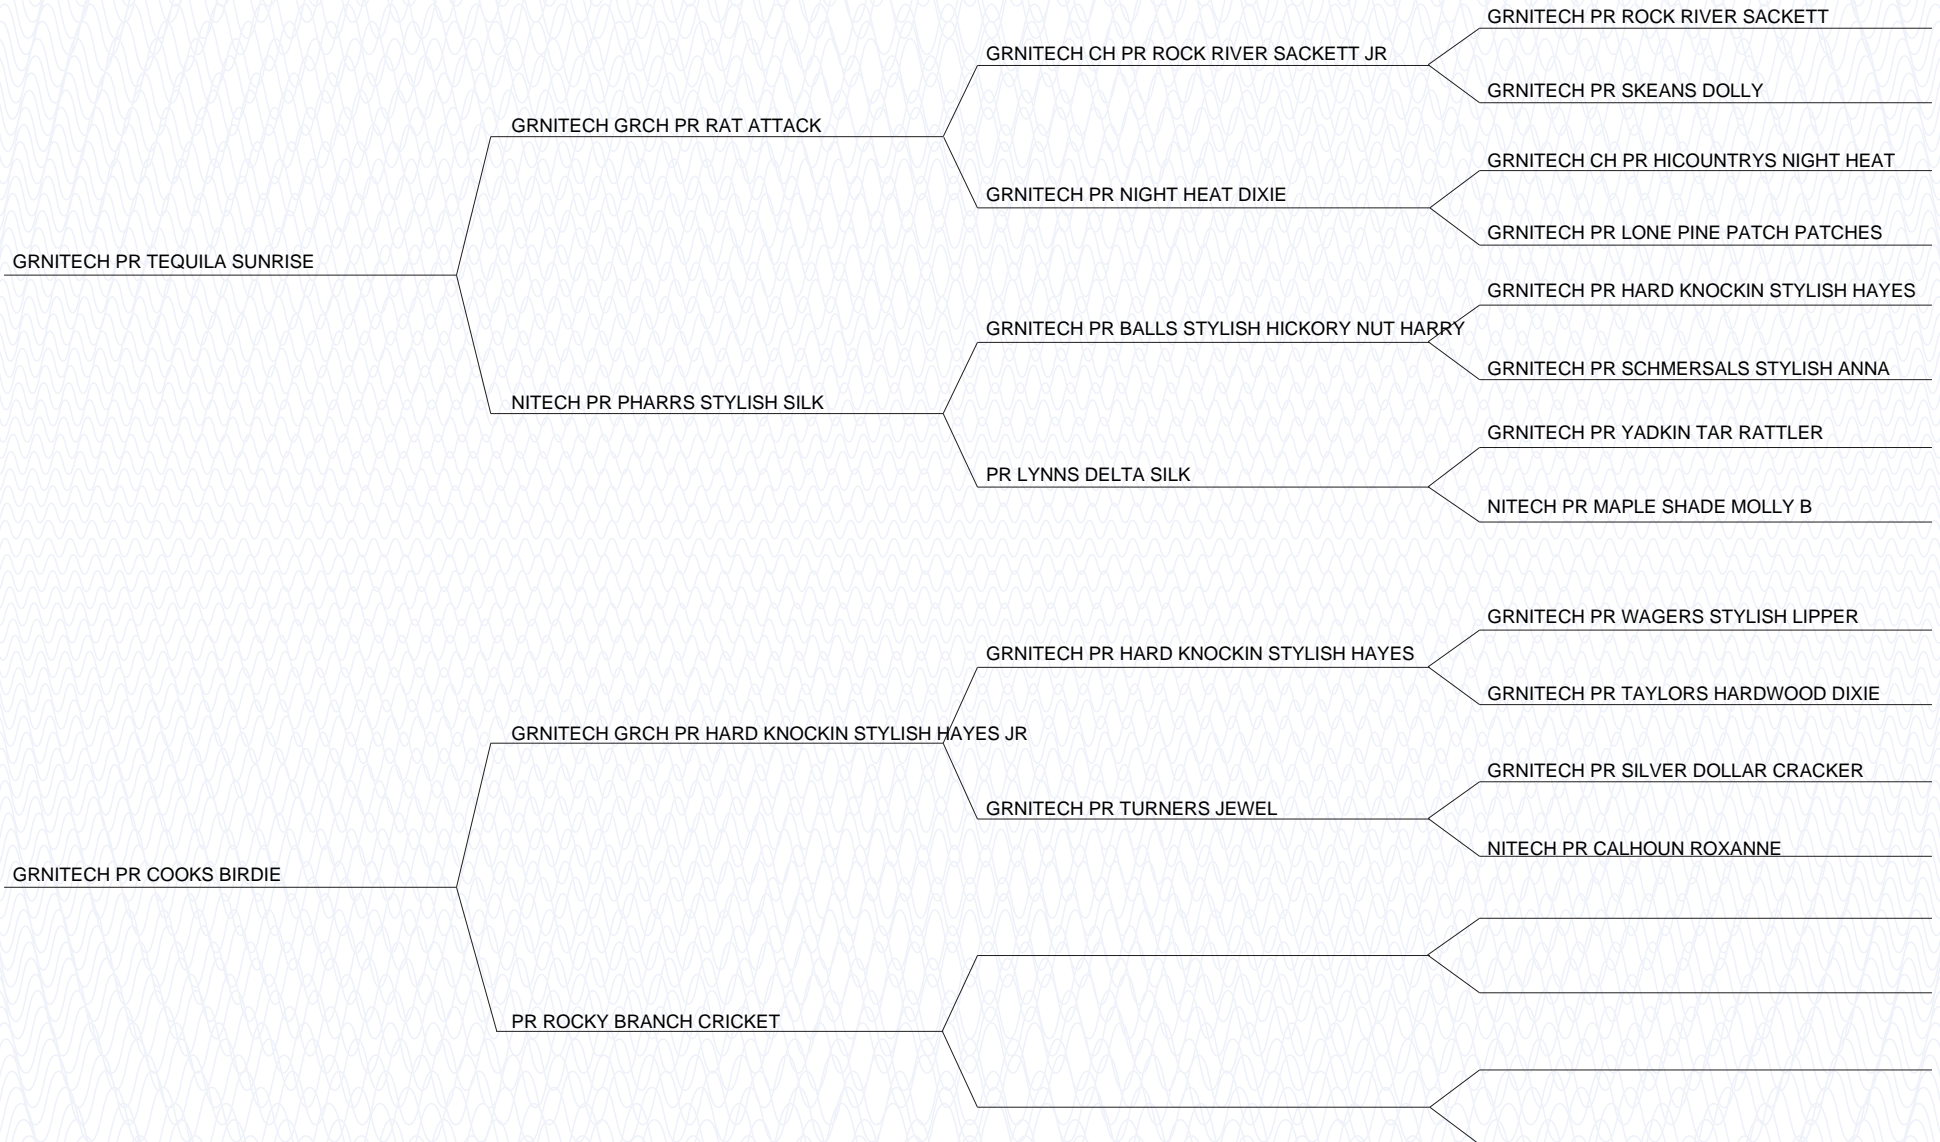 GRNITECH PR ROCK RIVER SACKETT
GRNITECH CH PR ROCK RIVER SACKETT JR
GRNITECH PR SKEANS DOLLY
GRNITECH GRCH PR RAT ATTACK
GRNITECH CH PR HICOUNTRYS NIGHT HEAT
GRNITECH PR NIGHT HEAT DIXIE
GRNITECH PR LONE PINE PATCH PATCHES
GRNITECH PR TEQUILA SUNRISE
GRNITECH PR HARD KNOCKIN STYLISH HAYES
GRNITECH PR BALLS STYLISH HICKORY NUT HARRY
GRNITECH PR SCHMERSALS STYLISH ANNA
NITECH PR PHARRS STYLISH SILK
GRNITECH PR YADKIN TAR RATTLER
PR LYNNS DELTA SILK
NITECH PR MAPLE SHADE MOLLY B
GRNITECH PR WAGERS STYLISH LIPPER
GRNITECH PR HARD KNOCKIN STYLISH HAYES
GRNITECH PR TAYLORS HARDWOOD DIXIE
GRNITECH GRCH PR HARD KNOCKIN STYLISH HAYES JR
GRNITECH PR SILVER DOLLAR CRACKER
GRNITECH PR TURNERS JEWEL
NITECH PR CALHOUN ROXANNE
GRNITECH PR COOKS BIRDIE
PR ROCKY BRANCH CRICKET